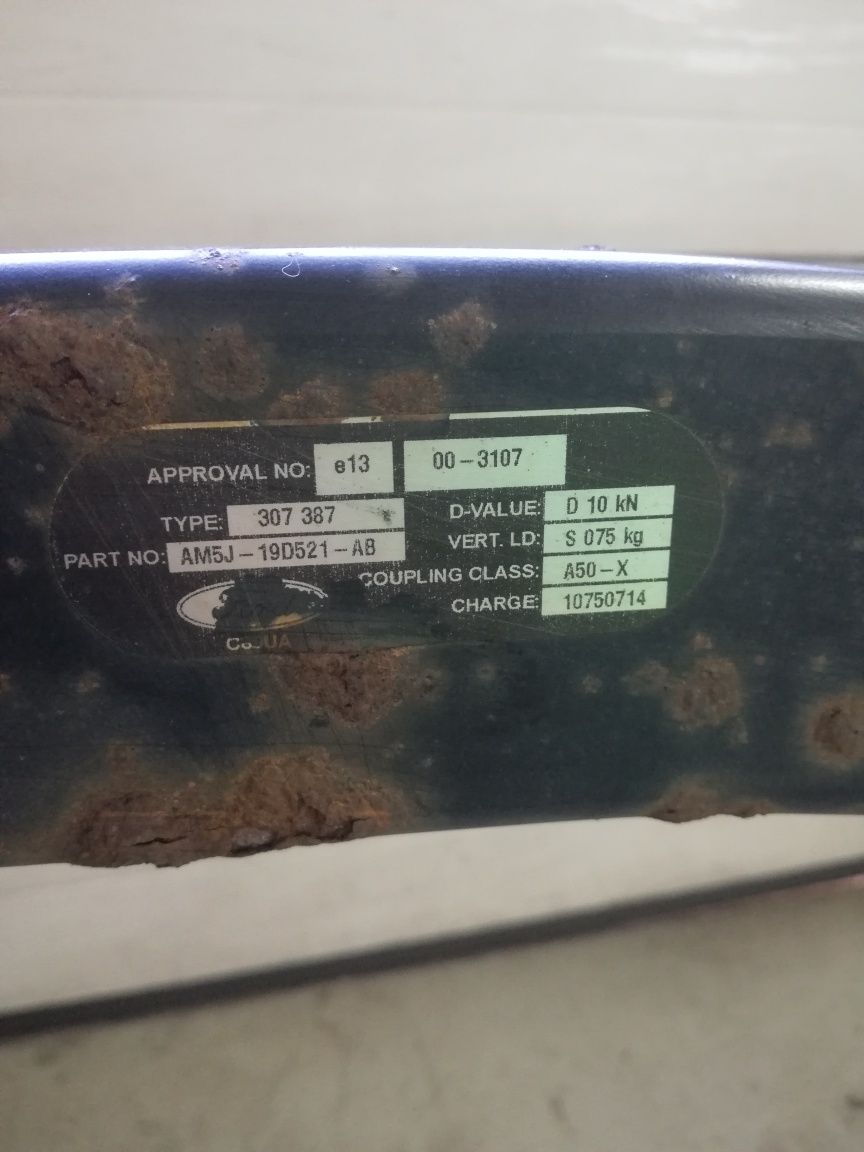 APPROVAL NO: e13 00-3107
TYPE: 307 387
D-VALUE: D 10 kN
PART NO: AM5J-19D521-AB
VERT. LD: S 075 kg
COUPLING CLASS: A50-X
CHARGE: 10750714